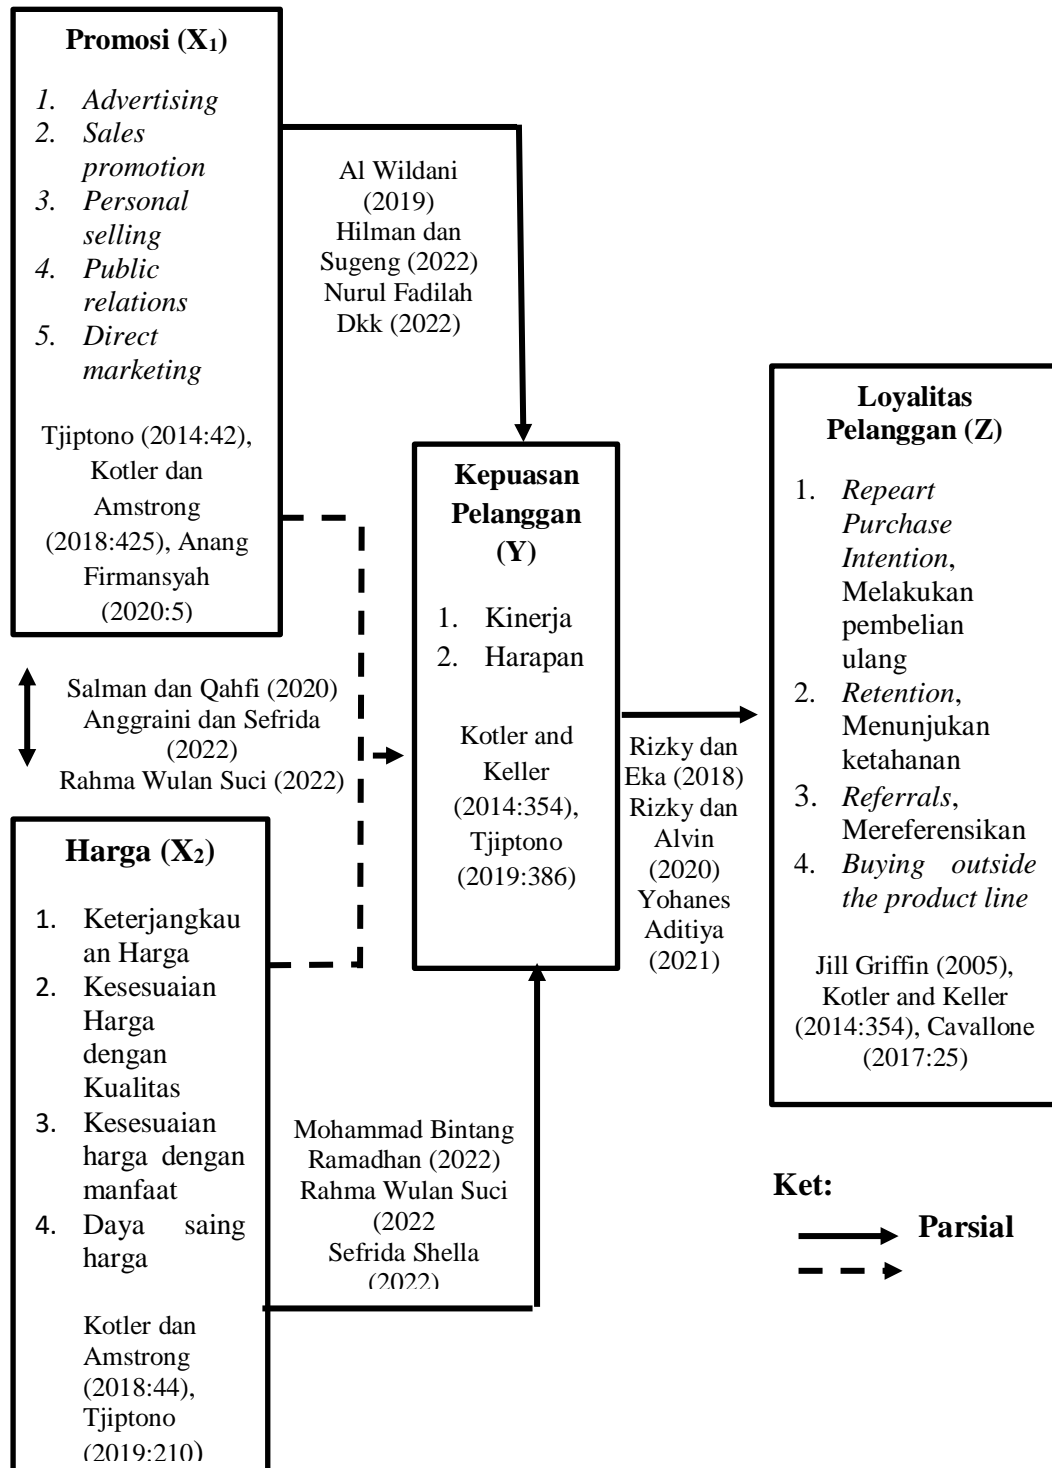 Promosi (X₁)
1. Advertising
2. Sales
promotion
3. Personal
selling
4. Public
relations
5. Direct
marketing
Tjiptono (2014:42),
Kotler dan
Amstrong
(2018:425), Anang
Firmansyah
(2020:5)
Al Wildani
(2019)
Hilman dan
Sugeng (2022)
Nurul Fadilah
Dkk (2022)
Salman dan Qahfi (2020)
Anggraini dan Sefrida
(2022)
Rahma Wulan Suci (2022)
Harga (X₂)
1. Keterjangkau
an Harga
2. Kesesuaian
Harga
dengan
Kualitas
3. Kesesuaian
harga dengan
manfaat
4. Daya saing
harga
Kotler dan
Amstrong
(2018:44),
Tjiptono
(2019:210)
Mohammad Bintang
Ramadhan (2022)
Rahma Wulan Suci
(2022
Sefrida Shella
(2022)
Kepuasan
Pelanggan
(Y)
1. Kinerja
2. Harapan
Kotler and
Keller
(2014:354),
Tjiptono
(2019:386)
Rizky dan
Eka (2018)
Rizky dan
Alvin
(2020)
Yohanes
Aditiya
(2021)
Loyalitas
Pelanggan (Z)
1. Repeart
Purchase
Intention,
Melakukan
pembelian
ulang
2. Retention,
Menunjukan
ketahanan
3. Referrals,
Mereferensikan
4. Buying outside
the product line
Jill Griffin (2005),
Kotler and Keller
(2014:354), Cavallone
(2017:25)
Ket:
Parsial